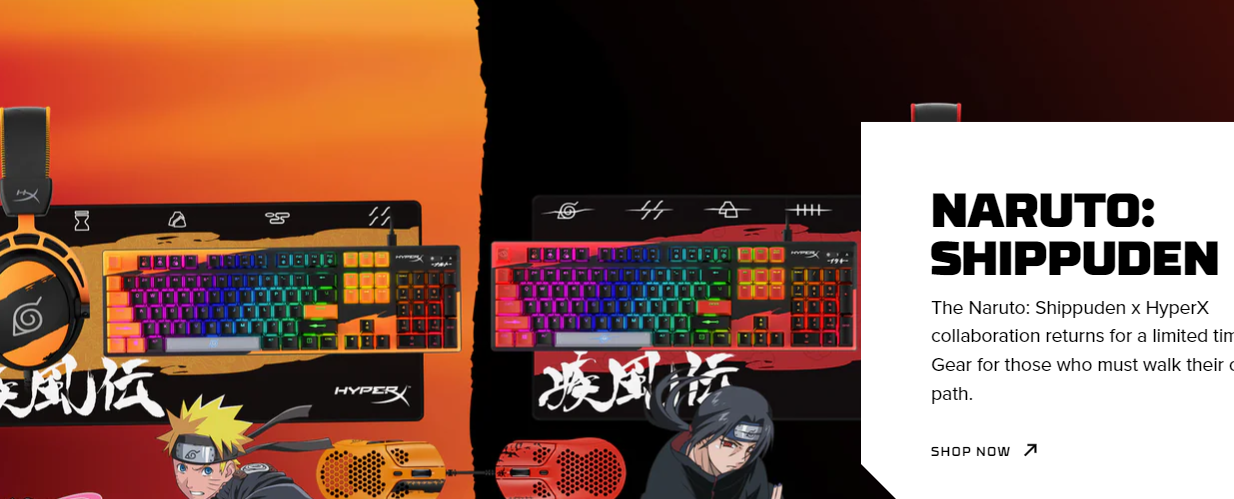 HYPERX
HYPERX
疾風伝
疾風伝
HYPERX
NARUTO:
SHIPPUDEN
The Naruto: Shippuden x HyperX
collaboration returns for a limited
Gear for those who must walk their
path.
SHOP NOW